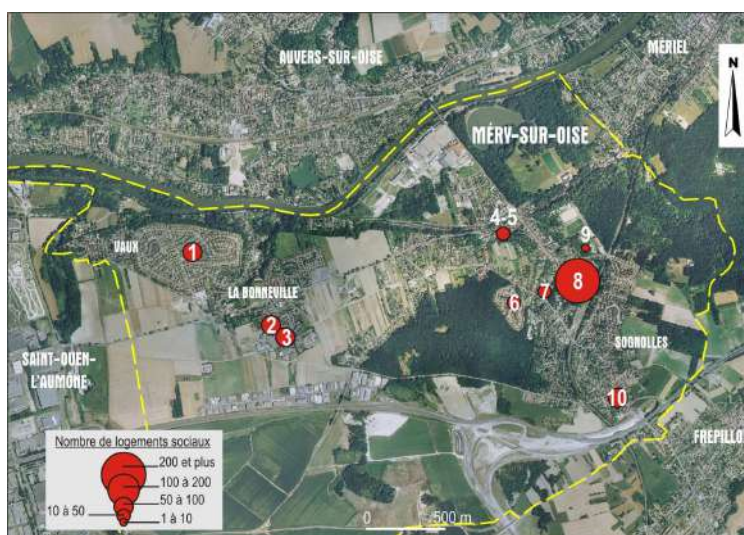 AUVERS-SUR-OISE
MÉRIEL
N
MÉRY-SUR-OISE
4-5
9
VAUX
1
LA BONNEVILLE
8
7
6
2
3
SOGNOLLES
SAINT-OUEN-
L'AUMÔNE
10
FRÉPILLON
Nombre de logements sociaux
200 et plus
100 à 200
50 à 100
10 à 50
1 à 10
0 500 m